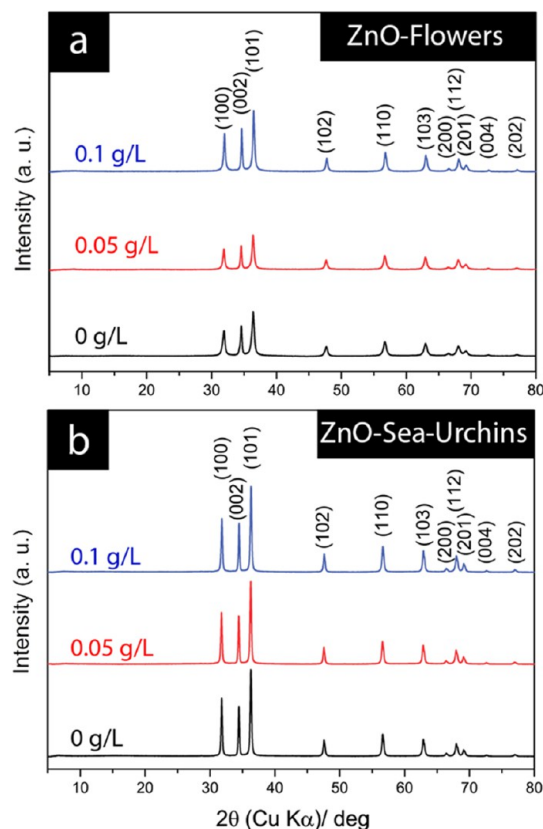 a
ZnO-Flowers
(100)
(002)
(101)
(102)
(110)
(103)
(200)
(112)
(201)
(004)
(202)
0.1 g/L
0.05 g/L
0 g/L
Intensity (a. u.)
10 20 30 40 50 60 70 80
b
ZnO-Sea-Urchins
(100)
(002)
(101)
(102)
(110)
(103)
(200)
(112)
(201)
(004)
(202)
0.1 g/L
0.05 g/L
0 g/L
Intensity (a. u.)
10 20 30 40 50 60 70 80
2θ (Cu Kα)/ deg